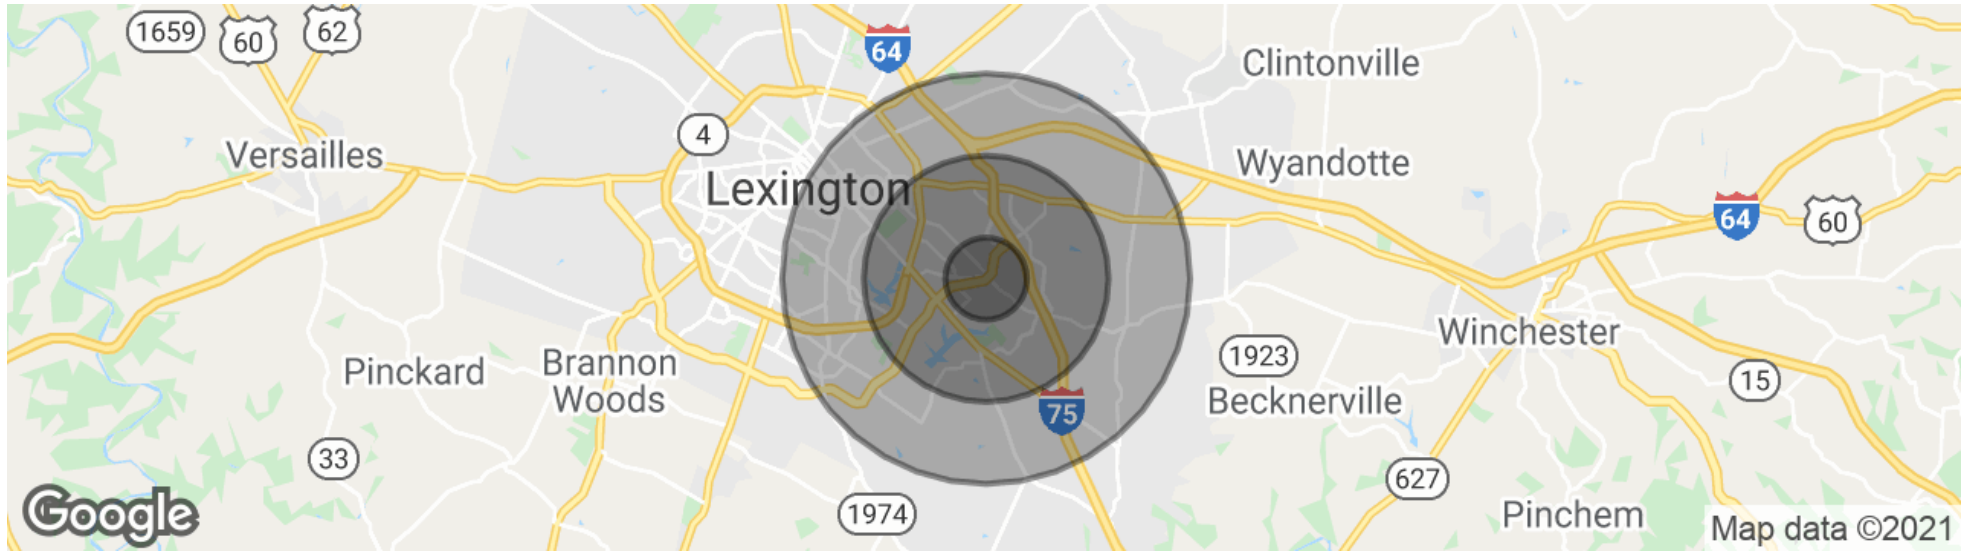 1659
60
62
64
Clintonville
4
Versailles
Wyandotte
Lexington
64
60
Winchester
1923
15
Pinckard
Brannon
Woods
Becknerville
75
33
627
Google
1974
Pinchem
Map data ©2021